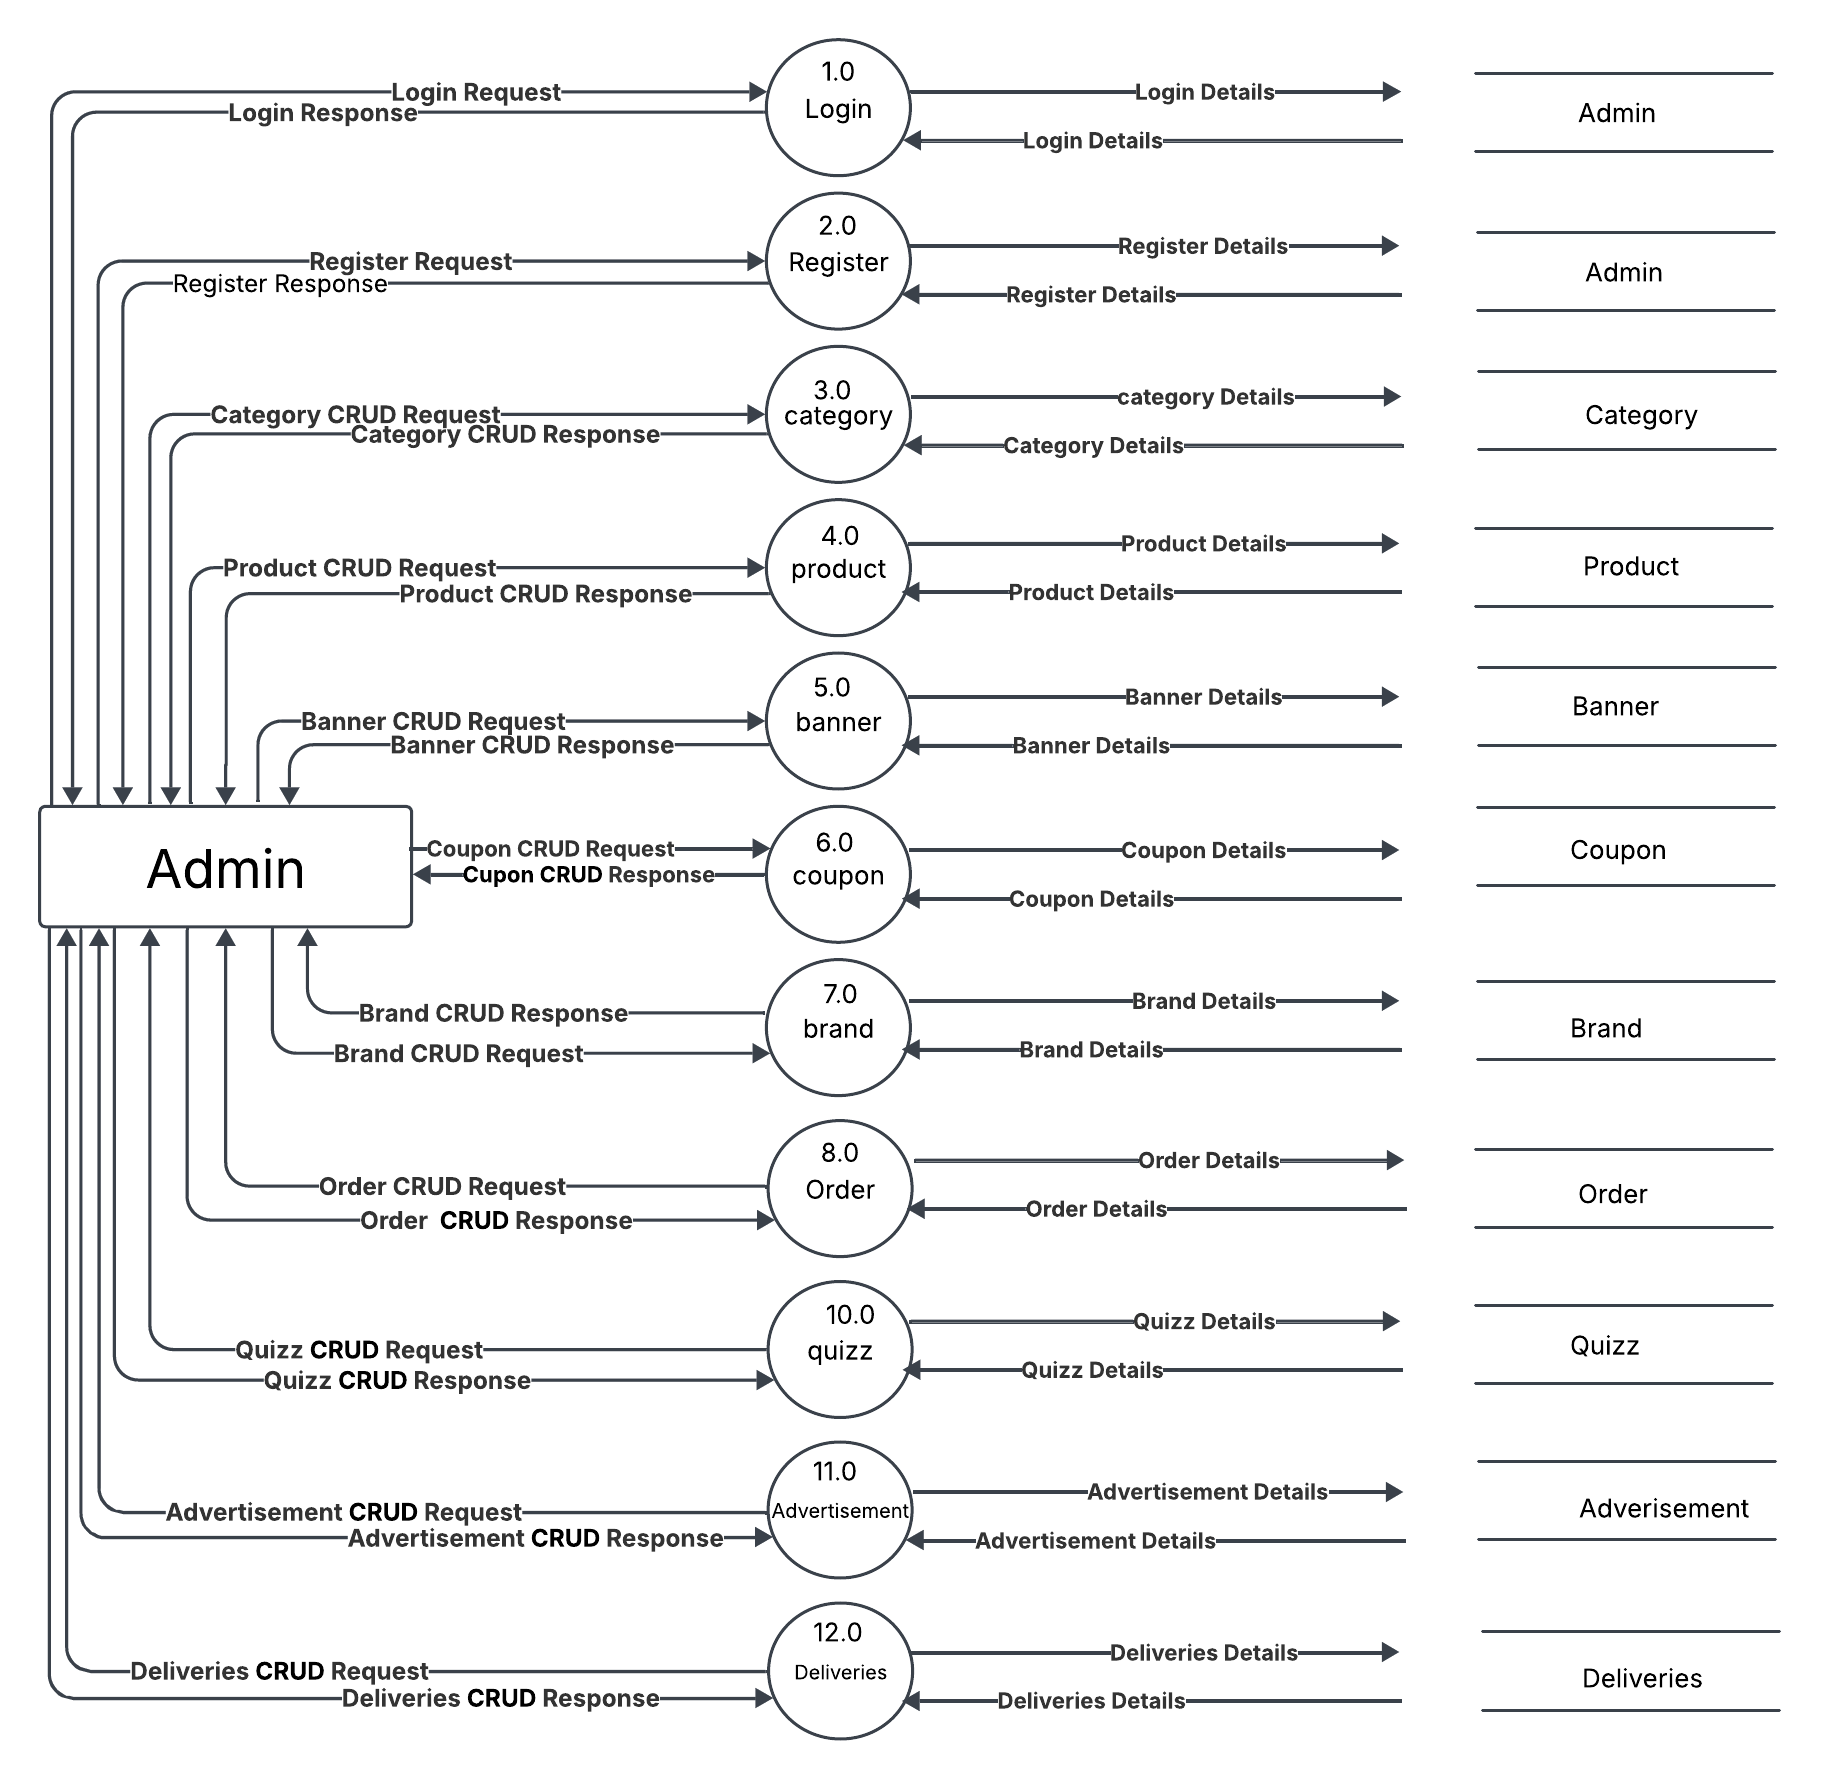 1.0
Login
Login Request
Login Response
Login Details
Login Details
Admin
2.0
Register
Register Request
Register Response
Register Details
Register Details
Admin
3.0
category
Category CRUD Request
Category CRUD Response
category Details
Category Details
Category
4.0
product
Product CRUD Request
Product CRUD Response
Product Details
Product Details
Product
5.0
banner
Banner CRUD Request
Banner CRUD Response
Banner Details
Banner Details
Banner
Admin
6.0
coupon
Coupon CRUD Request
Cupon CRUD Response
Coupon Details
Coupon Details
Coupon
7.0
brand
Brand CRUD Response
Brand CRUD Request
Brand Details
Brand Details
Brand
8.0
Order
Order CRUD Request
Order CRUD Response
Order Details
Order Details
Order
10.0
quizz
Quizz CRUD Request
Quizz CRUD Response
Quizz Details
Quizz Details
Quizz
11.0
Advertisement
Advertisement CRUD Request
Advertisement CRUD Response
Advertisement Details
Advertisement Details
Adverisement
12.0
Deliveries
Deliveries CRUD Request
Deliveries CRUD Response
Deliveries Details
Deliveries Details
Deliveries